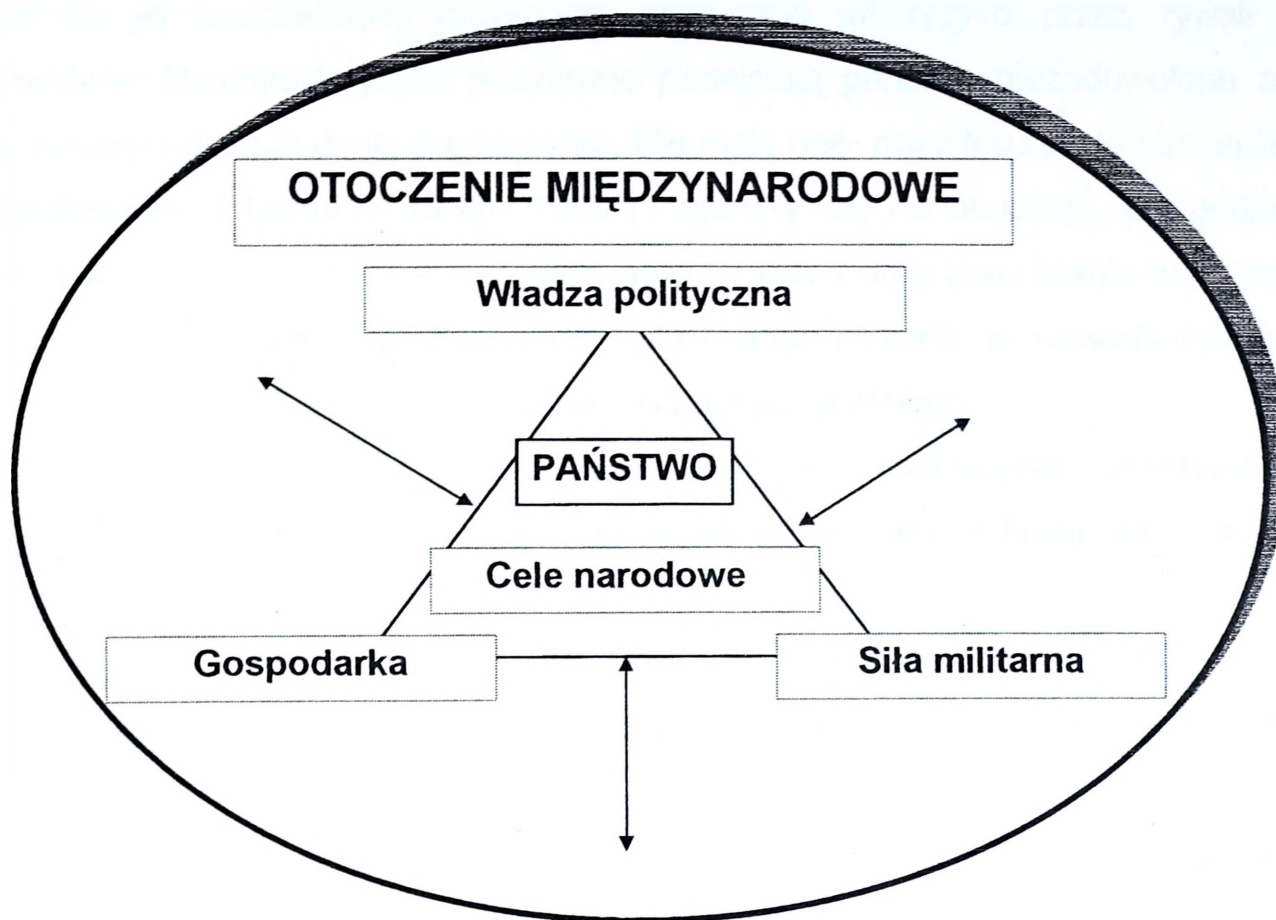 OTOCZENIE MIĘDZYNARODOWE
Władza polityczna
PAŃSTWO
Cele narodowe
Gospodarka
Siła militarna